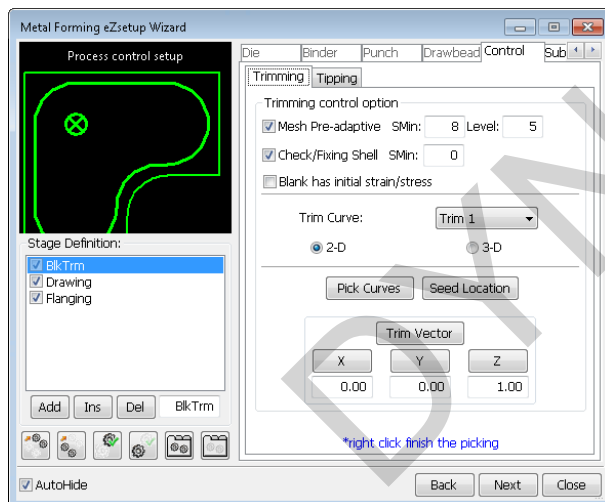 Metal Forming eZsetup Wizard
Process control setup
Die Binder Punch Drawbead Control Sub
Trimming Tipping
Trimming control option
Mesh Pre-adaptive SMin: 8 Level: 5
Check/Fixing Shell SMin: 0
Blank has initial strain/stress
Trim Curve: Trim 1
2-D 3-D
Pick Curves Seed Location
Trim Vector
X Y Z
0.00 0.00 1.00
*right click finish the picking
Stage Definition:
BlkTrm
Drawing
Flanging
Add Ins Del BlkTrm
AutoHide
Back Next Close
DYN